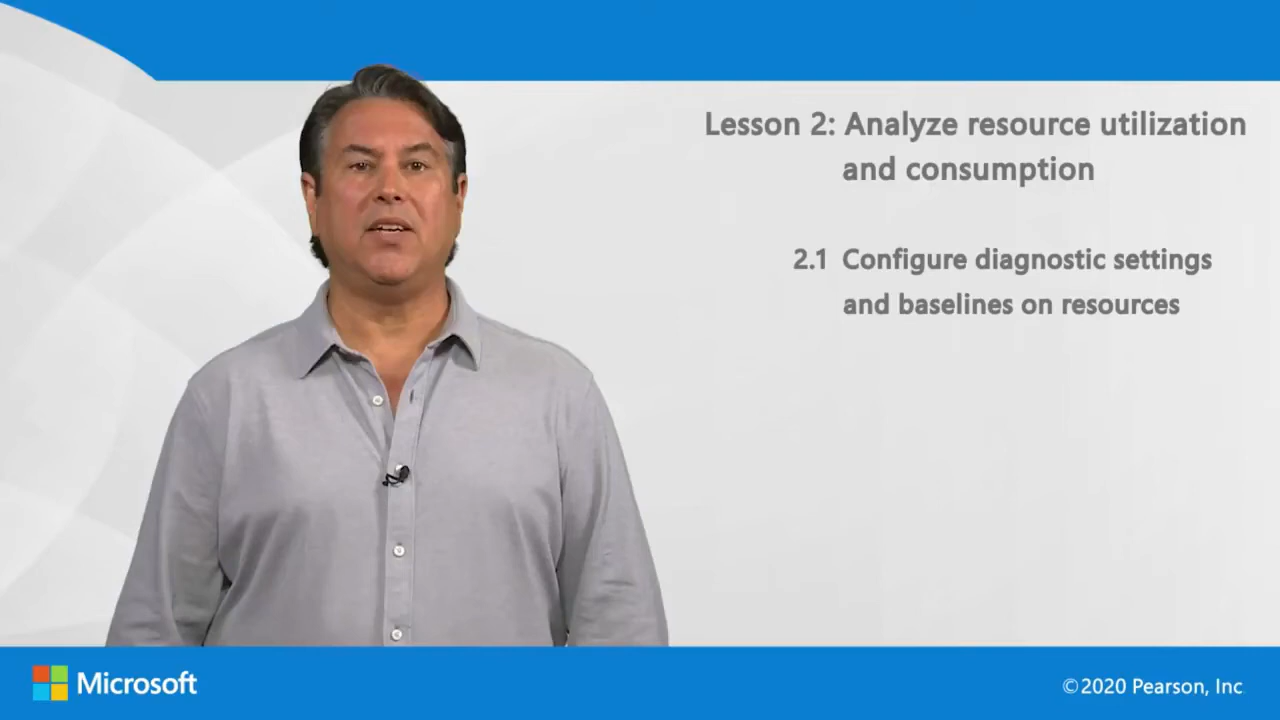 Lesson 2: Analyze resource utilization
and consumption
2.1 Configure diagnostic settings
and baselines on resources
Microsoft
©2020 Pearson, Inc